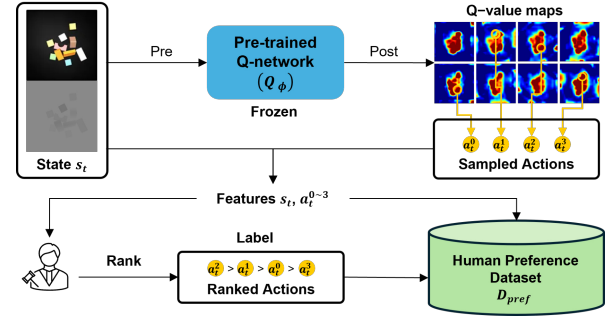 Q−value maps
Pre
Pre-trained
Q-network
(Q_ϕ)
Post
Frozen
State s_t
a_t^0 a_t^1 a_t^2 a_t^3
Sampled Actions
Features s_t, a_t^{0~3}
Label
Rank
a_t^2 > a_t^1 > a_t^0 > a_t^3
Ranked Actions
Human Preference
Dataset
D_pref